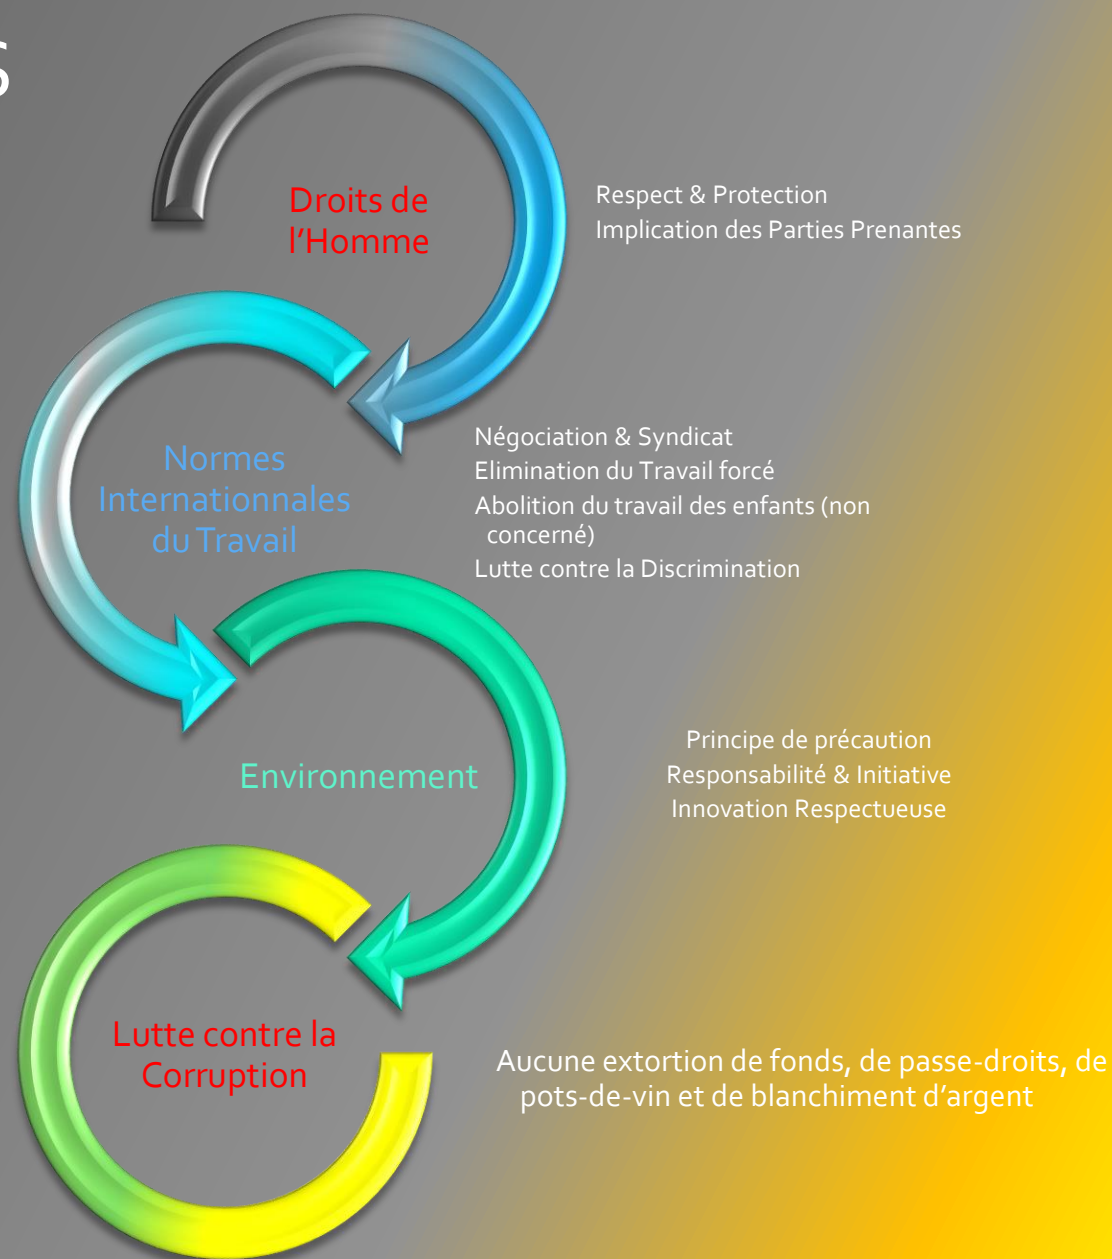 S
Droits de
l'Homme
Respect & Protection
Implication des Parties Prenantes
Normes
Internationnales
du Travail
Négociation & Syndicat
Elimination du Travail forcé
Abolition du travail des enfants (non
concerné)
Lutte contre la Discrimination
Environnement
Principe de précaution
Responsabilité & Initiative
Innovation Respectueuse
Lutte contre la
Corruption
Aucune extortion de fonds, de passe-droits, de
pots-de-vin et de blanchiment d'argent